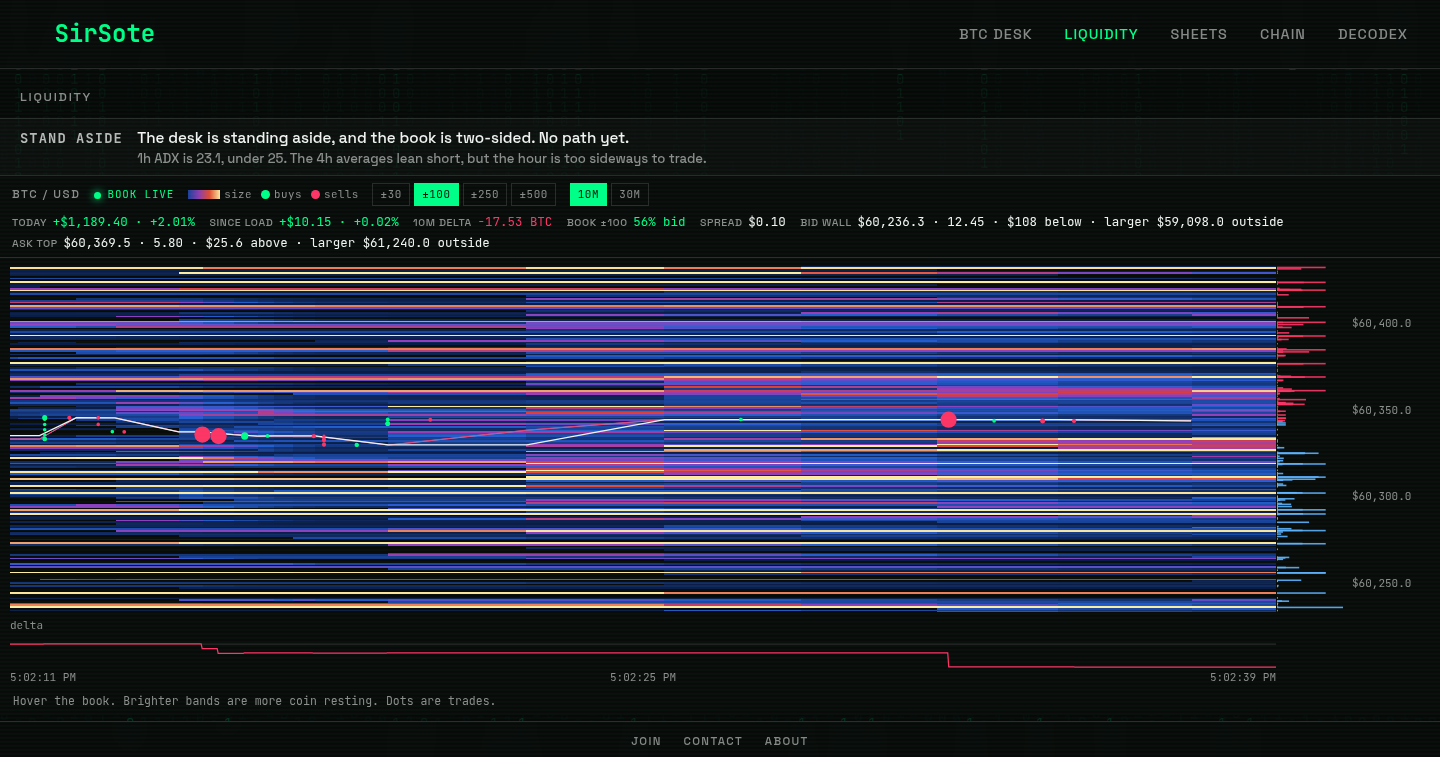 SirSote
BTC DESK LIQUIDITY SHEETS CHAIN DECODEX
LIQUIDITY
STAND ASIDE The desk is standing aside, and the book is two-sided. No path yet.
1h ADX is 23.1, under 25. The 4h averages lean short, but the hour is too sideways to trade.
BTC / USD BOOK LIVE size buys sells ±30 ±100 ±250 ±500 10M 30M
TODAY +$1,189.40 · +2.01% SINCE LOAD +$10.15 · +0.02% 10M DELTA -17.53 BTC BOOK ±100 56% bid SPREAD $0.10 BID WALL $60,236.3 · 12.45 · $108 below · larger $59,098.0 outside
ASK TOP $60,369.5 · 5.80 · $25.6 above · larger $61,240.0 outside
$60,400.0
$60,350.0
$60,300.0
$60,250.0
delta
5:02:11 PM 5:02:25 PM 5:02:39 PM
Hover the book. Brighter bands are more coin resting. Dots are trades.
JOIN CONTACT ABOUT